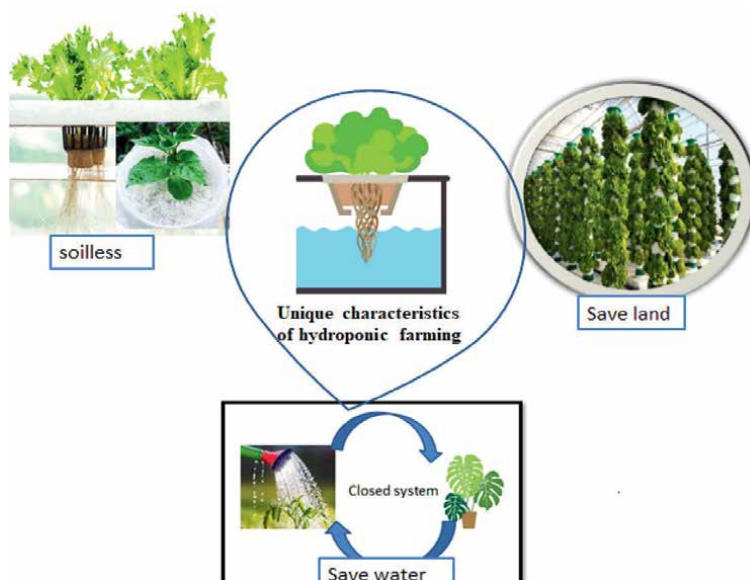 soilless
Unique characteristics
of hydroponic farming
Save land
Closed system
Save water